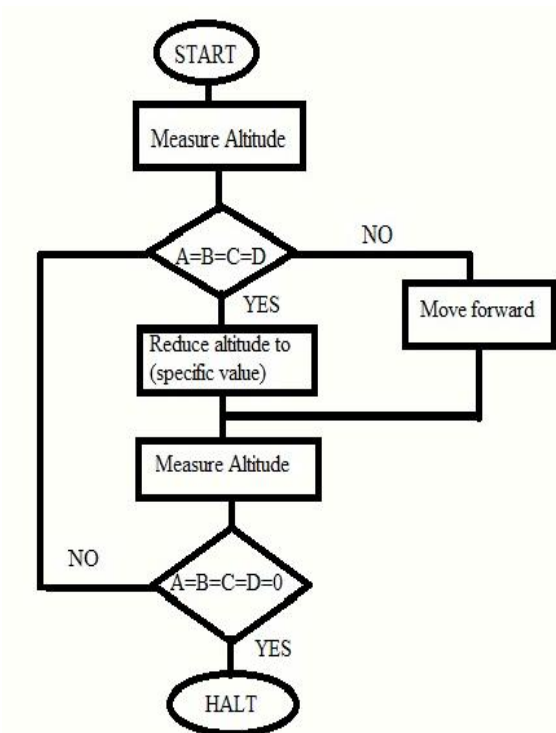 START
Measure Altitude
A=B=C=D
NO
YES
Move forward
Reduce altitude to
(specific value)
Measure Altitude
NO
A=B=C=D=0
YES
HALT